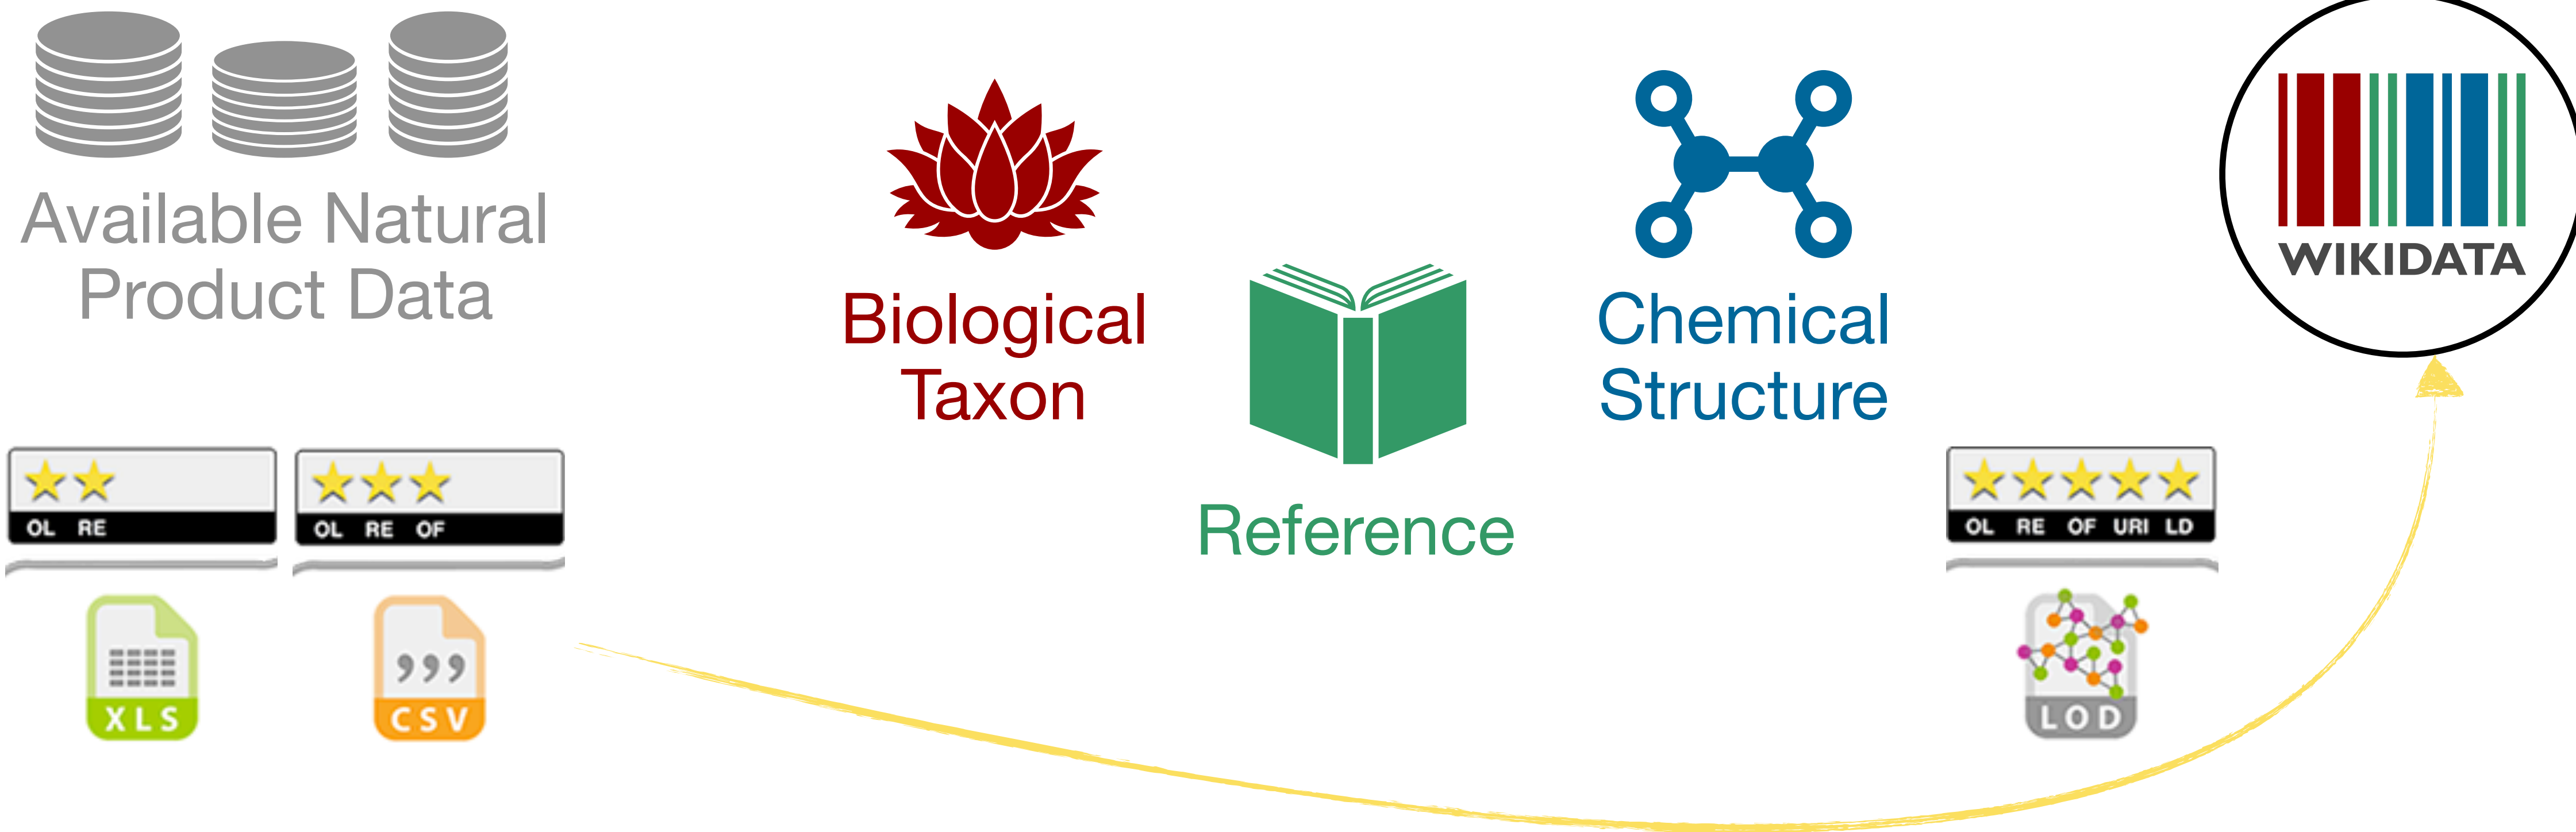 Available Natural
Product Data
OL RE
OL RE OF
XLS
CSV
Biological
Taxon
Reference
Chemical
Structure
OL RE OF URI LD
LOD
WIKIDATA